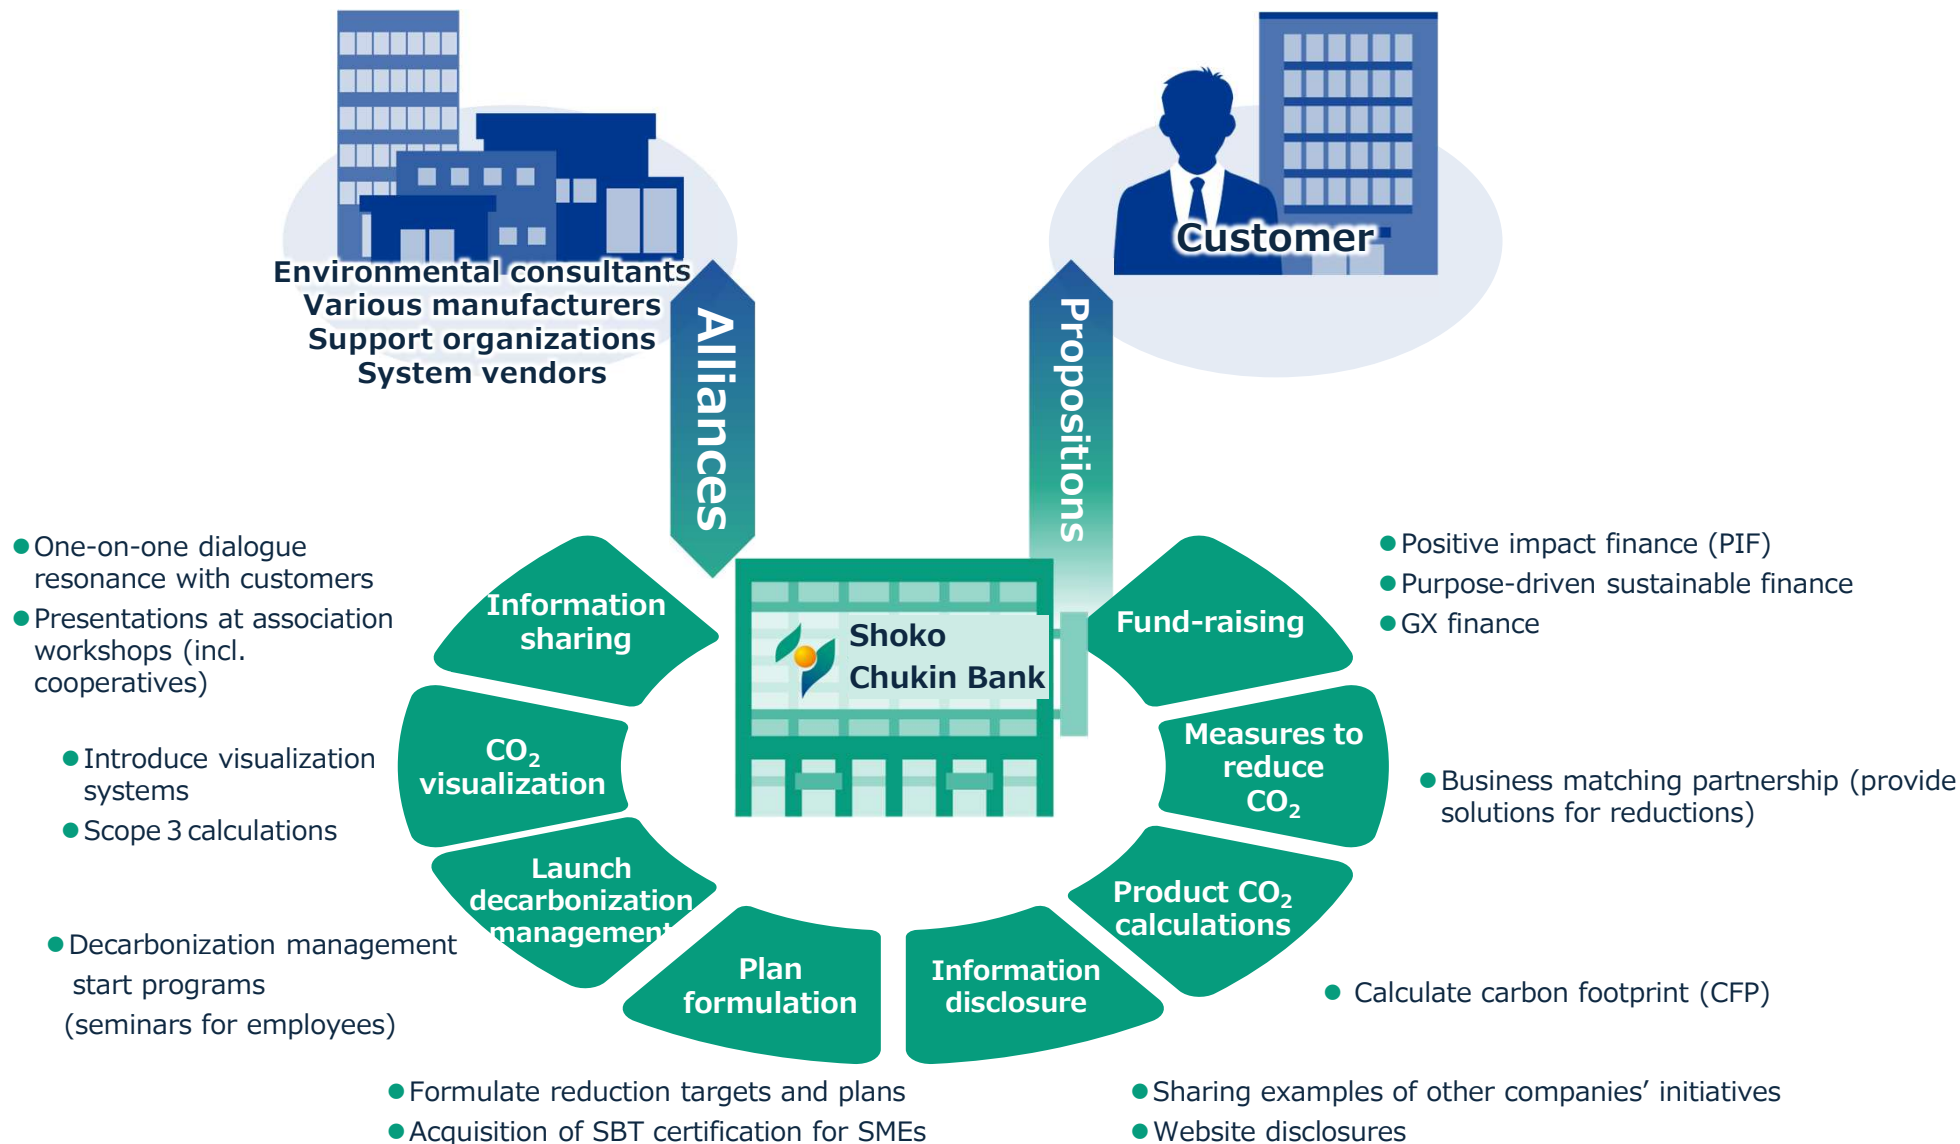 Environmental consultants
Various manufacturers
Support organizations
System vendors
Customer
Alliances
Propositions
Shoko
Chukin Bank
Information
sharing
● One-on-one dialogue
resonance with customers
● Presentations at association
workshops (incl.
cooperatives)
CO₂
visualization
● Introduce visualization
systems
● Scope 3 calculations
Launch
decarbonization
management
● Decarbonization management
start programs
(seminars for employees)
Plan
formulation
● Formulate reduction targets and plans
● Acquisition of SBT certification for SMEs
Information
disclosure
● Sharing examples of other companies’ initiatives
● Website disclosures
Product CO₂
calculations
● Calculate carbon footprint (CFP)
Measures to
reduce
CO₂
● Business matching partnership (provide
solutions for reductions)
Fund-raising
● Positive impact finance (PIF)
● Purpose-driven sustainable finance
● GX finance